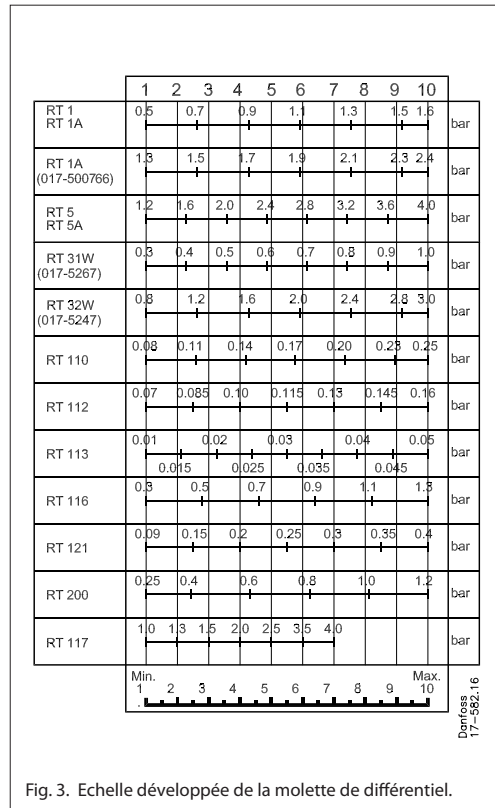 1 2 3 4 5 6 7 8 9 10
RT 1
RT 1A
0.5 0.7 0.9 1.1 1.3 1.5 1.6
bar
RT 1A
(017-500766)
1.3 1.5 1.7 1.9 2.1 2.3 2.4
bar
RT 5
RT 5A
1.2 1.6 2.0 2.4 2.8 3.2 3.6 4.0
bar
RT 31W
(017-5267)
0.3 0.4 0.5 0.6 0.7 0.8 0.9 1.0
bar
RT 32W
(017-5247)
0.8 1.2 1.6 2.0 2.4 2.8 3.0
bar
RT 110
0.08 0.11 0.14 0.17 0.20 0.23 0.25
bar
RT 112
0.07 0.085 0.10 0.115 0.13 0.145 0.16
bar
RT 113
0.01 0.02 0.03 0.04 0.05
0.015 0.025 0.035 0.045
bar
RT 116
0.3 0.5 0.7 0.9 1.1 1.3
bar
RT 121
0.09 0.15 0.2 0.25 0.3 0.35 0.4
bar
RT 200
0.25 0.4 0.6 0.8 1.0 1.2
bar
RT 117
1.0 1.3 1.5 2.0 2.5 3.5 4.0
bar
Min. Max.
1 2 3 4 5 6 7 8 9 10
Danfoss
17-582.16
Fig. 3. Echelle développée de la molette de différentiel.